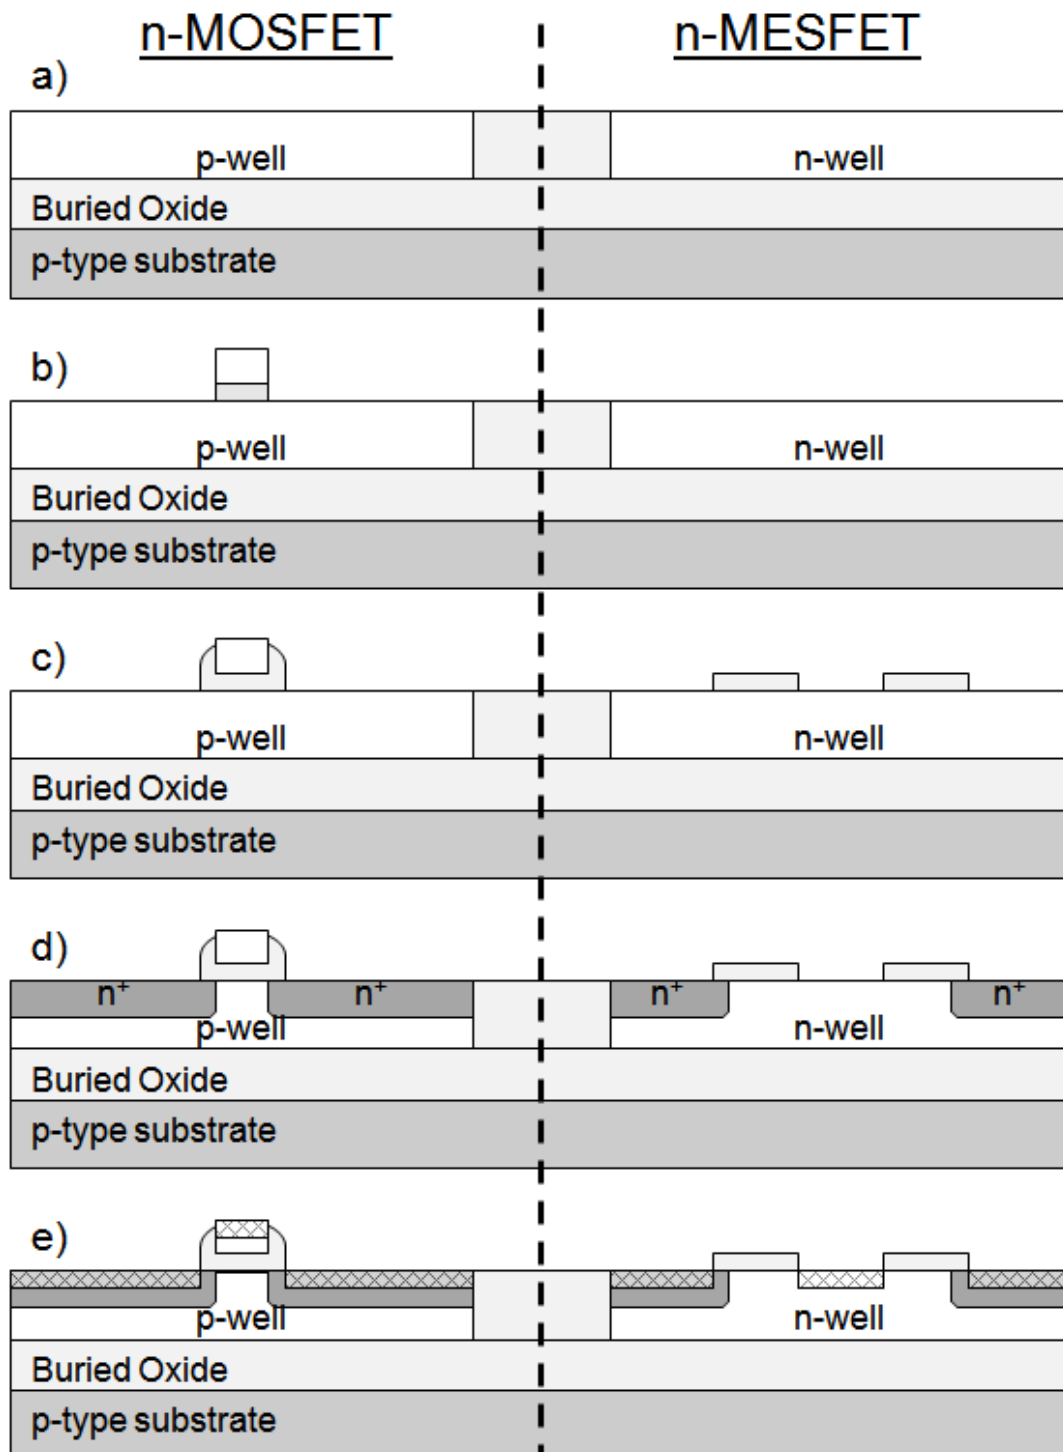 n-MOSFET n-MESFET
a)
p-well n-well
Buried Oxide
p-type substrate
b)
p-well n-well
Buried Oxide
p-type substrate
c)
p-well n-well
Buried Oxide
p-type substrate
d)
n⁺ n⁺ n⁺ n⁺
p-well n-well
Buried Oxide
p-type substrate
e)
p-well n-well
Buried Oxide
p-type substrate